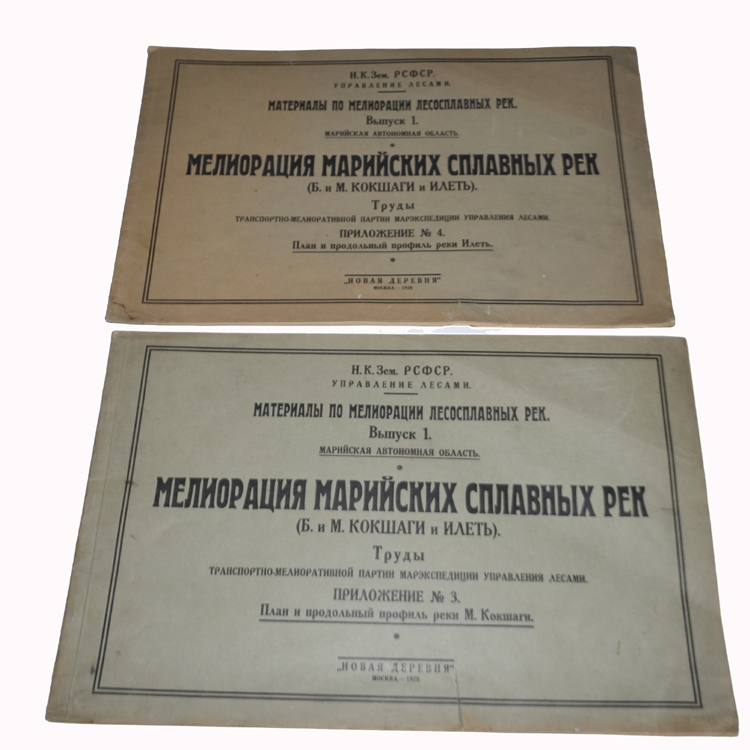 Н.К.Зем. РСФСР.
УПРАВЛЕНИЕ ЛЕСАМИ.
МАТЕРИАЛЫ ПО МЕЛИОРАЦИИ ЛЕСОСПЛАВНЫХ РЕК.
Выпуск 1.
МАРИЙСКАЯ АВТОНОМНАЯ ОБЛАСТЬ.
МЕЛИОРАЦИЯ МАРИЙСКИХ СПЛАВНЫХ РЕК
(Б. и М. КОКШАГИ и ИЛЕТЬ).
Труды
ТРАНСПОРТНО-МЕЛИОРАТИВНОЙ ПАРТИИ МАРЭКСПЕДИЦИИ УПРАВЛЕНИЯ ЛЕСАМИ.
ПРИЛОЖЕНИЕ № 4.
План и продольный профиль реки Илеть.
„НОВАЯ ДЕРЕВНЯ"
МОСКВА—
Н.К.Зем. РСФСР.
УПРАВЛЕНИЕ ЛЕСАМИ.
МАТЕРИАЛЫ ПО МЕЛИОРАЦИИ ЛЕСОСПЛАВНЫХ РЕК.
Выпуск 1.
МАРИЙСКАЯ АВТОНОМНАЯ ОБЛАСТЬ.
МЕЛИОРАЦИЯ МАРИЙСКИХ СПЛАВНЫХ РЕК
(Б. и М. КОКШАГИ и ИЛЕТЬ).
Труды
ТРАНСПОРТНО-МЕЛИОРАТИВНОЙ ПАРТИИ МАРЭКСПЕДИЦИИ УПРАВЛЕНИЯ ЛЕСАМИ.
ПРИЛОЖЕНИЕ № 3.
План и продольный профиль реки М. Кокшаги.
„НОВАЯ ДЕРЕВНЯ"
МОСКВА—